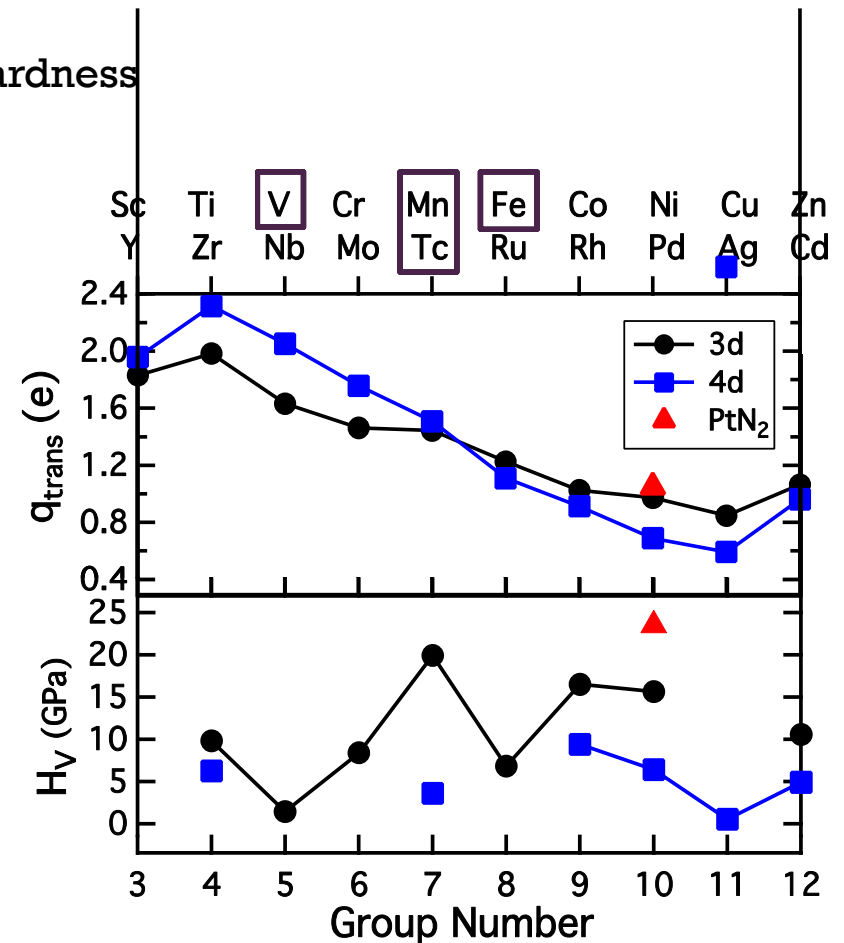 ardness
Sc Ti V Cr Mn Fe Co Ni Cu Zn
Y Zr Nb Mo Tc Ru Rh Pd Ag Cd
2.4
2.0
1.6
1.2
0.8
0.4
q_trans (e)
3d
4d
PtN₂
25
20
15
10
5
0
H_V (GPa)
3 4 5 6 7 8 9 10 11 12
Group Number